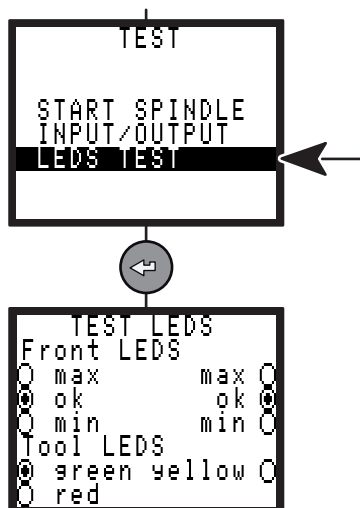 TEST
START SPINDLE
INPUT/OUTPUT
LEDS TEST
TEST LEDS
Front LEDS
max max
ok ok
min min
Tool LEDS
green yellow
red